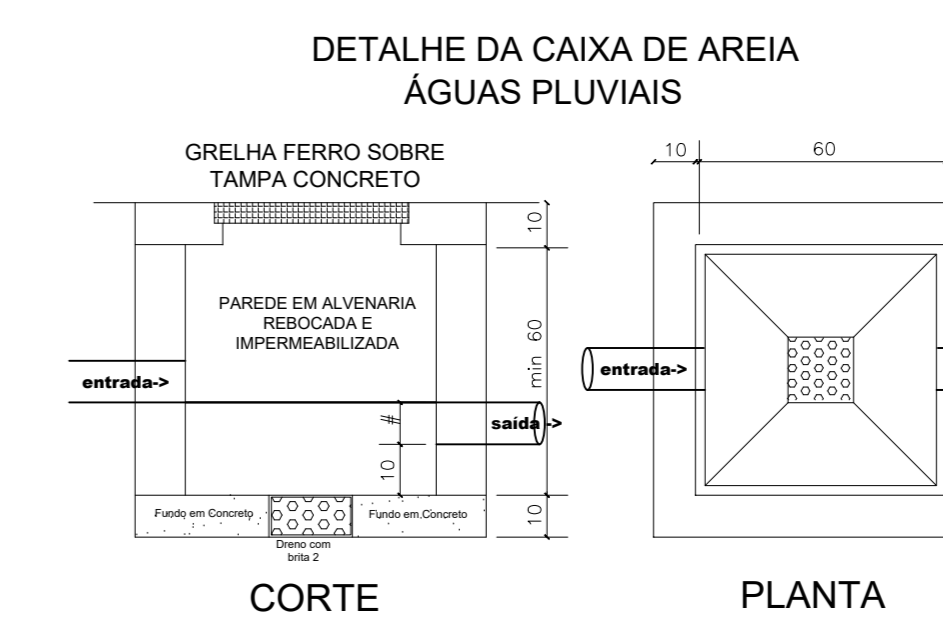 DETALHE DA CAIXA DE AREIA
ÁGUAS PLUVIAIS
GRELHA FERRO SOBRE
TAMPA CONCRETO
10
PAREDE EM ALVENARIA
REBOCADA E
IMPERMEABILIZADA
min 60
entrada->
#
saída->
10
Fundo em Concreto
Fundo em Concreto
10
Dreno com
brita 2
CORTE
10
60
entrada->
PLANTA